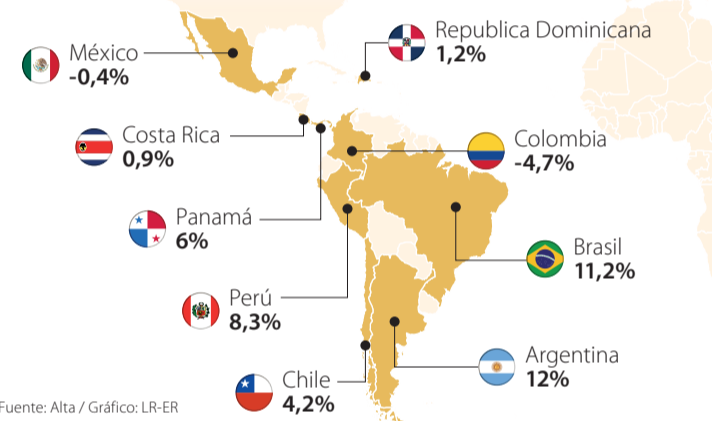 Republica Dominicana
1,2%
México
-0,4%
Costa Rica
0,9%
Colombia
-4,7%
Panamá
6%
Brasil
11,2%
Perú
8,3%
Argentina
12%
Chile
4,2%
Fuente: Alta / Gráfico: LR-ER